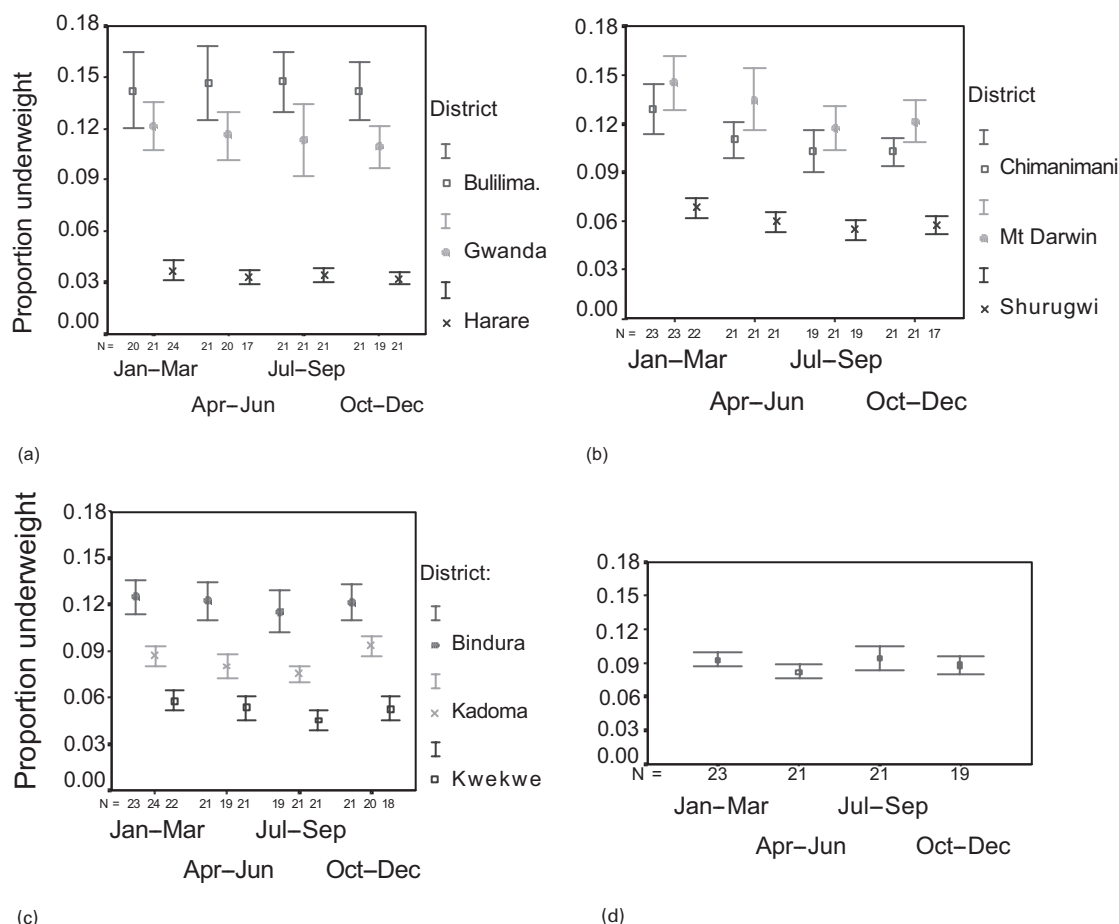 Proportion underweight
0.18
0.15
0.12
0.09
0.06
0.03
0.00
N = 20 21 24 21 20 17 21 21 21 21 19 21
Jan–Mar Jul–Sep
Apr–Jun Oct–Dec
District
Bulilima.
Gwanda
Harare
(a)
0.18
0.15
0.12
0.09
0.06
0.03
0.00
N = 23 23 22 21 21 21 19 21 19 21 21 17
Jan–Mar Jul–Sep
Apr–Jun Oct–Dec
District
Chimanimani
Mt Darwin
Shurugwi
(b)
Proportion underweight
0.18
0.15
0.12
0.09
0.06
0.03
0.00
N = 23 24 22 21 19 21 19 21 21 21 20 18
Jan–Mar Jul–Sep
Apr–Jun Oct–Dec
District:
Bindura
Kadoma
Kwekwe
(c)
0.18
0.15
0.12
0.09
0.06
0.03
0.00
N = 23 21 21 19
Jan–Mar Jul–Sep
Apr–Jun Oct–Dec
(d)